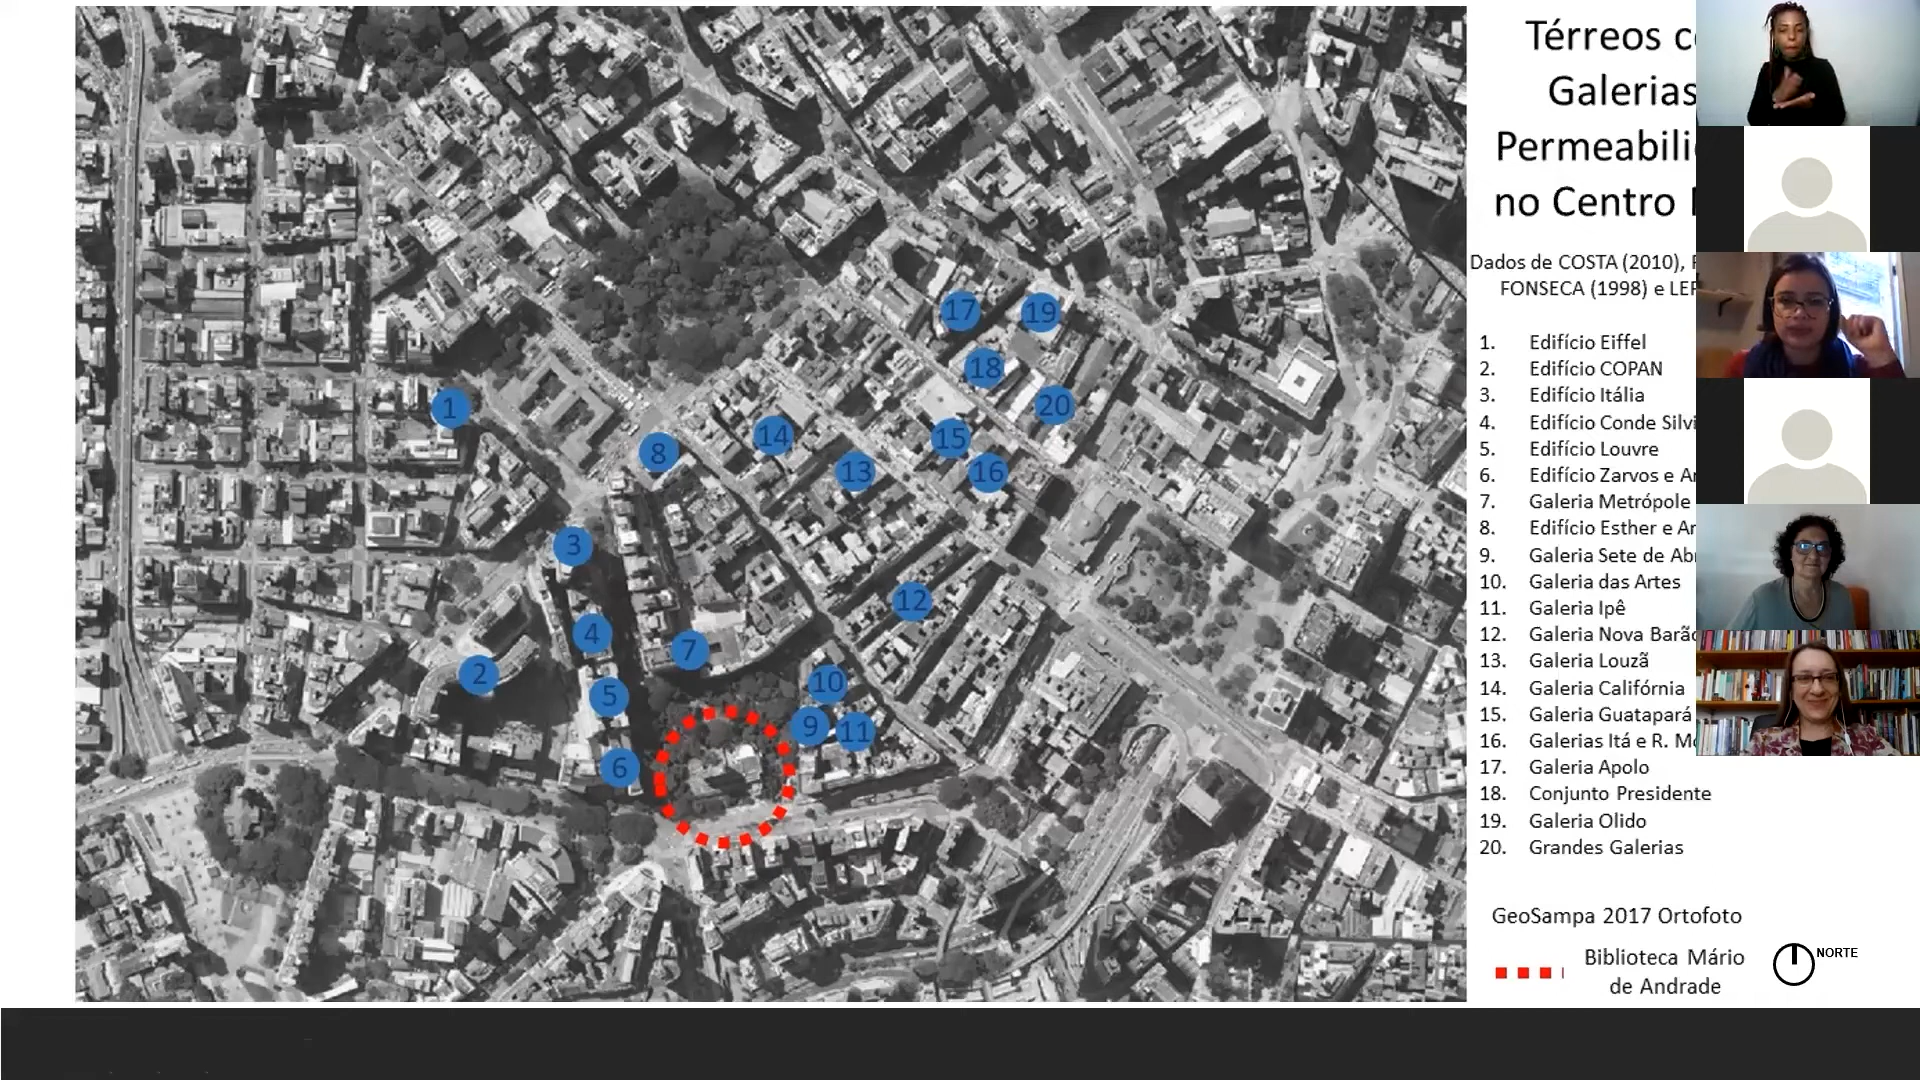 Térreos c
Galerias
Permeabili
no Centro
Dados de COSTA (2010),
FONSECA (1998) e LE
1. Edifício Eiffel
2. Edifício COPAN
3. Edifício Itália
4. Edifício Conde Silvi
5. Edifício Louvre
6. Edifício Zarvos e A
7. Galeria Metrópole
8. Edifício Esther e Ar
9. Galeria Sete de Ab
10. Galeria das Artes
11. Galeria Ipê
12. Galeria Nova Barão
13. Galeria Louzã
14. Galeria Califórnia
15. Galeria Guatapará
16. Galerias Itá e R. M
17. Galeria Apolo
18. Conjunto Presidente
19. Galeria Olido
20. Grandes Galerias
GeoSampa 2017 Ortofoto
Biblioteca Mário
de Andrade
NORTE
17
19
18
1
20
14
15
8
13
16
3
12
4
7
2
10
5
9
11
6